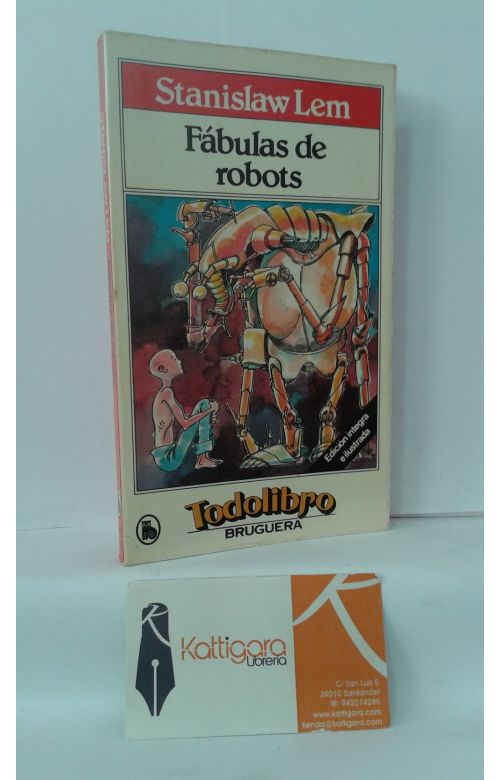 Stanislaw Lem
Fábulas de
robots
Edición íntegra
e ilustrada
Todolibro
BRUGUERA
K
Kattigara
Librería
C/ San Luis 5
39010 Santander
tlf: 942074286
www.kattigara.com
tienda@kattigara.com